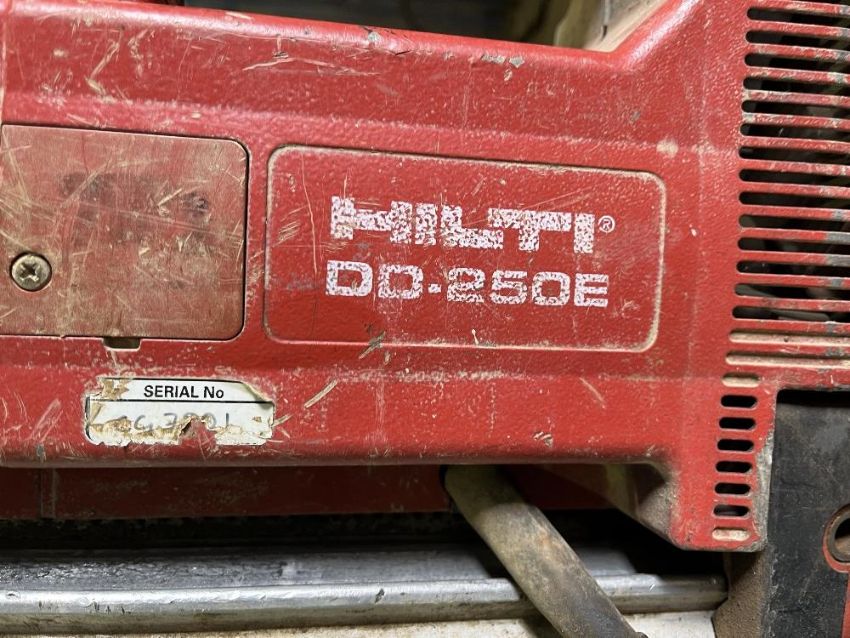 HILTI®
DD-250E
SERIAL No